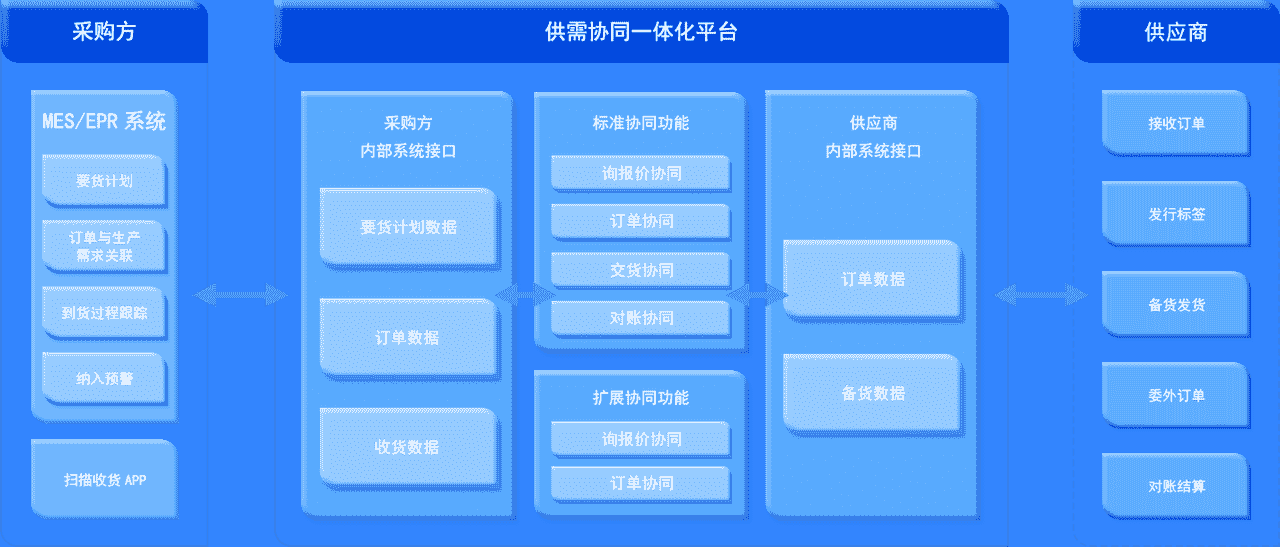 采购方
MES/EPR 系统
要货计划
订单与生产
需求关联
到货过程跟踪
纳入预警
扫描收货 APP
供需协同一体化平台
采购方
内部系统接口
要货计划数据
订单数据
收货数据
标准协同功能
询报价协同
订单协同
交货协同
对账协同
扩展协同功能
询报价协同
订单协同
供应商
内部系统接口
订单数据
备货数据
供应商
接收订单
发行标签
备货发货
委外订单
对账结算